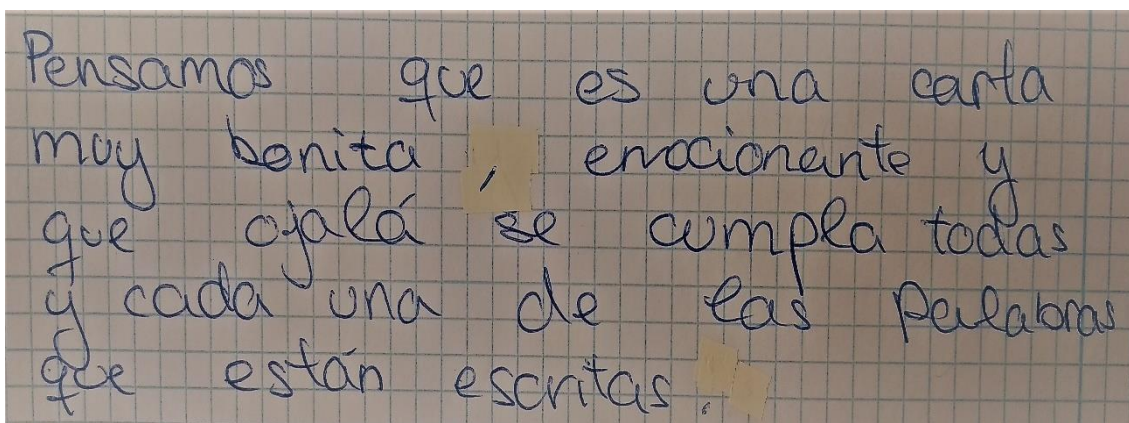 Pensamos que es una carta
muy bonita, emocionante y
que ojalá se cumpla todas
y cada una de las palabras
que están escritas.